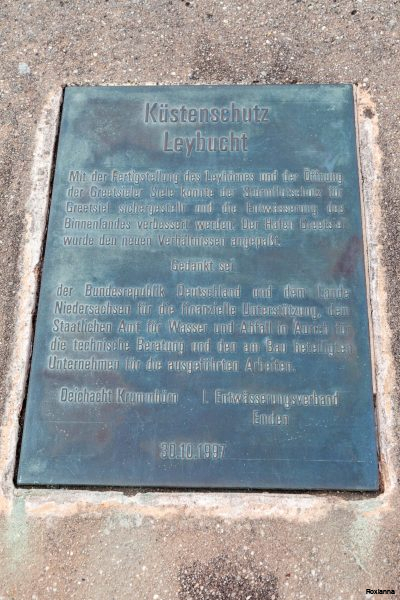 Küstenschutz
Leybucht
Mit der Fertigstellung des Leyhörnes und der Öffnung
der Greetsieler Siele konnte der Sturmflutschutz für
Greetsiel sichergestellt und die Entwässerung des
Binnenlandes verbessert werden. Der Hafen Greetsiel
wurde den neuen Verhältnissen angepaßt.
Gedankt sei
der Bundesrepublik Deutschland und dem Lande
Niedersachsen für die finanzielle Unterstützung, dem
Staatlichen Amt für Wasser und Abfall in Aurich für
die technische Beratung und den am Bau beteiligten
Unternehmen für die ausgeführten Arbeiten.
Deichacht Krummhörn I. Entwässerungsverband
Emden
30.10.1997
Roxianna